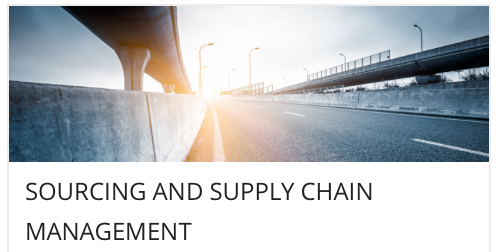 SOURCING AND SUPPLY CHAIN
MANAGEMENT